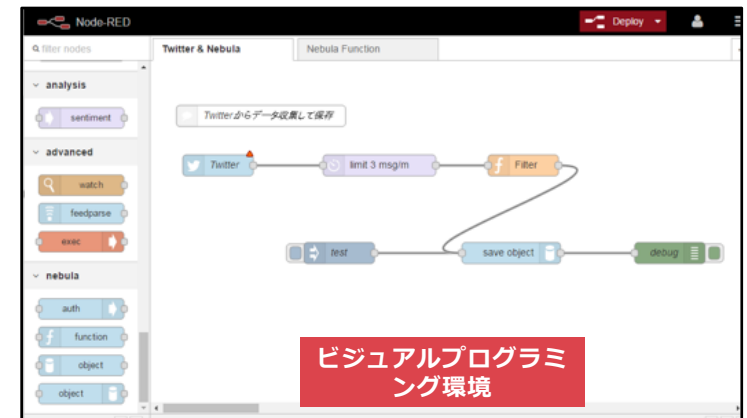 Node-RED
Deploy
filter nodes
Twitter & Nebula
Nebula Function
analysis
sentiment
advanced
watch
feedparse
exec
nebula
auth
function
object
object
Twitterからデータ収集して保存
Twitter
limit 3 msg/m
Filter
test
save object
debug
ビジュアルプログラミ
ング環境